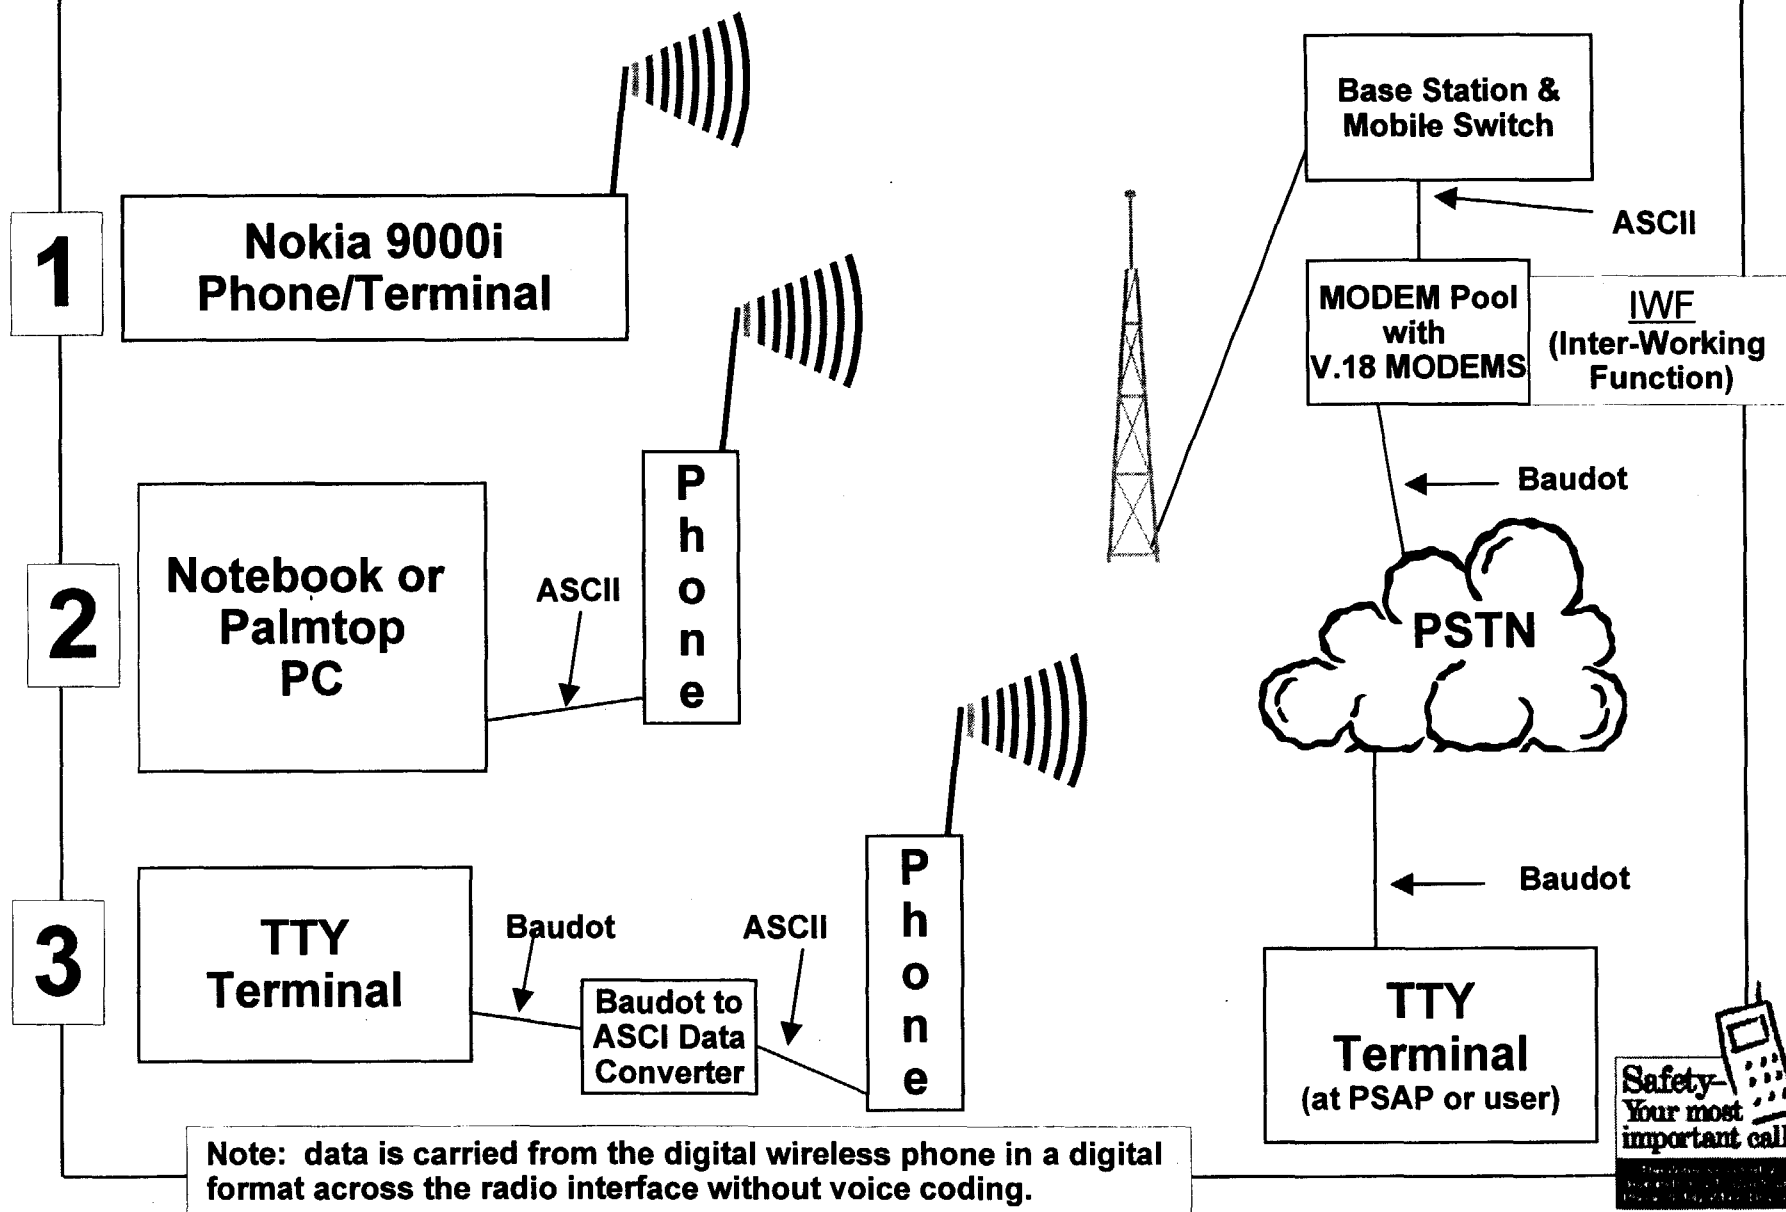 1
Nokia 9000i
Phone/Terminal
2
Notebook or
Palmtop
PC
ASCII
Phone
3
TTY
Terminal
Baudot
Baudot to
ASCI Data
Converter
ASCII
Phone
Base Station &
Mobile Switch
ASCII
MODEM Pool
with
V.18 MODEMS
IWF
(Inter-Working
Function)
Baudot
PSTN
Baudot
TTY
Terminal
(at PSAP or user)
Safety-
Your most
important call
Note: data is carried from the digital wireless phone in a digital
format across the radio interface without voice coding.